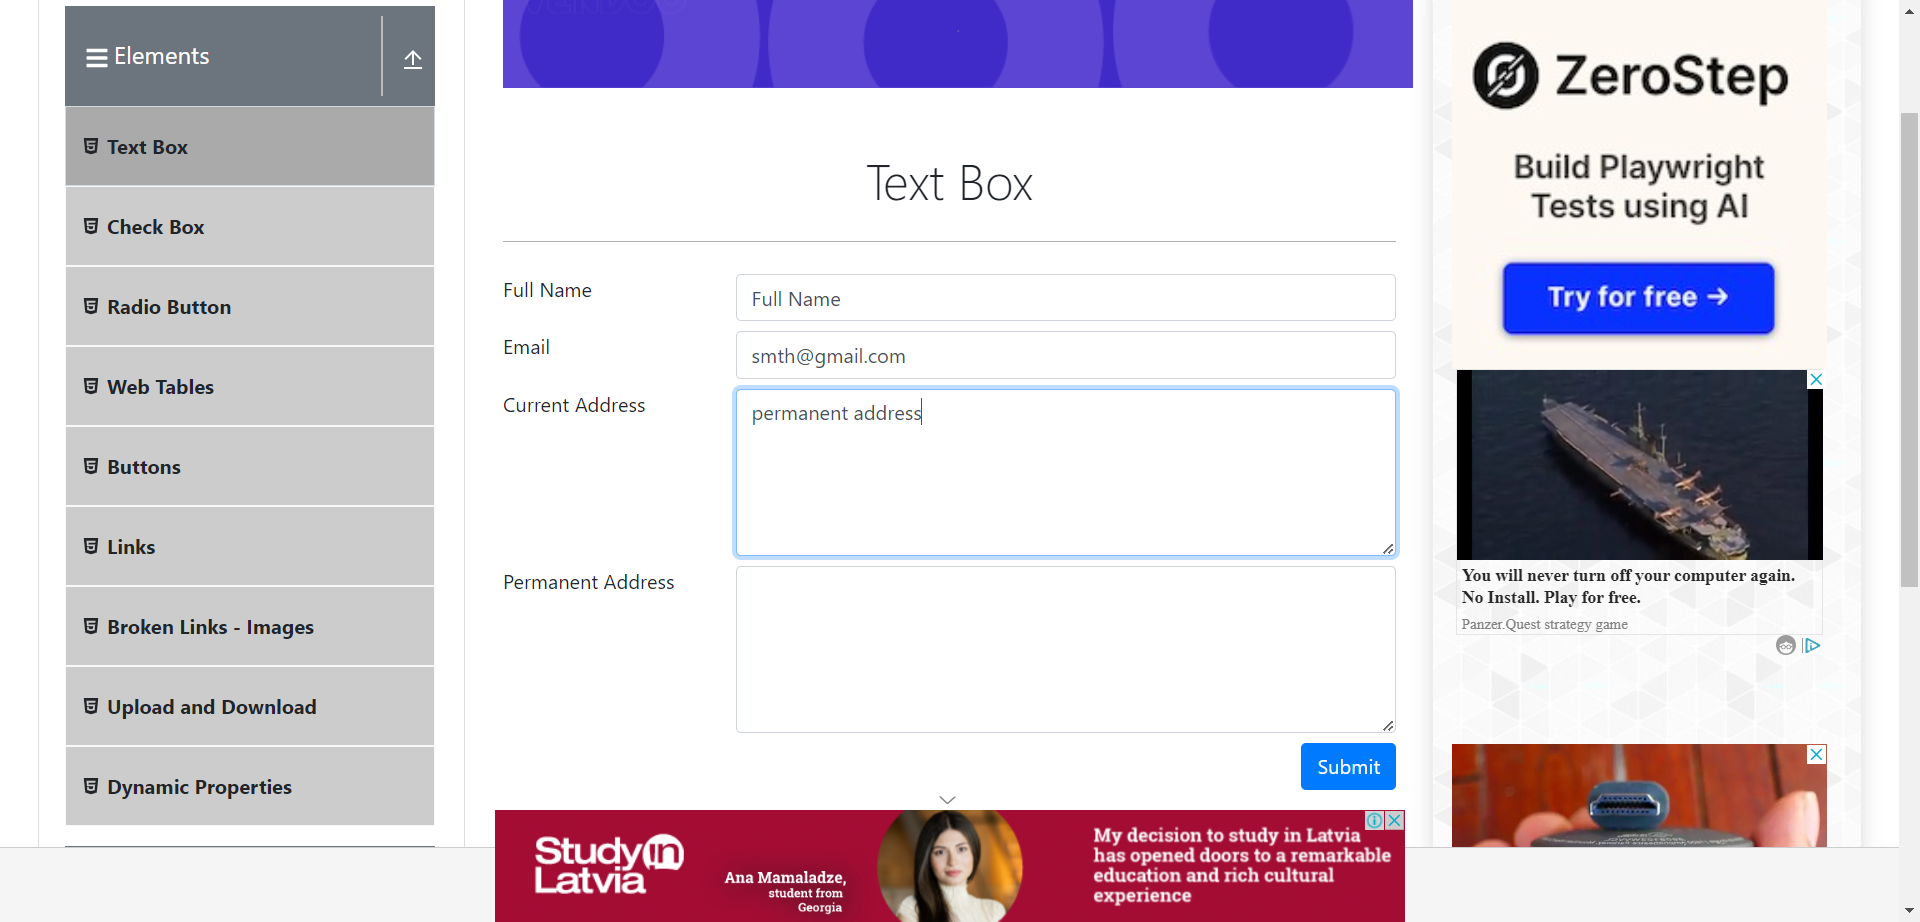 Elements
Text Box
Check Box
Radio Button
Web Tables
Buttons
Links
Broken Links - Images
Upload and Download
Dynamic Properties
Text Box
Full Name
Full Name
Email
smth@gmail.com
Current Address
permanent address
Permanent Address
Submit
Study in
Latvia
Ana Mamaladze,
student from
Georgia
My decision to study in Latvia
has opened doors to a remarkable
education and rich cultural
experience
ZeroStep
Build Playwright
Tests using AI
Try for free →
You will never turn off your computer again.
No Install. Play for free.
Panzer.Quest strategy game